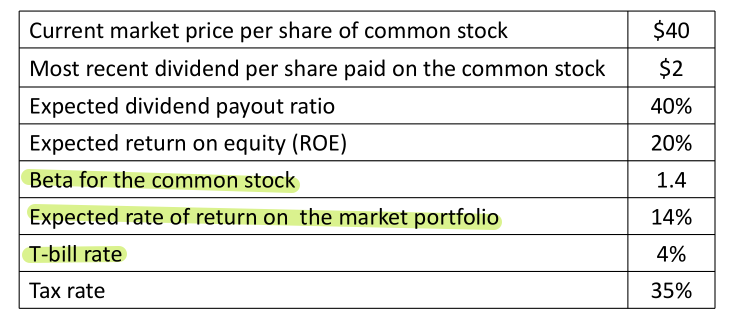 Current market price per share of common stock $40
Most recent dividend per share paid on the common stock $2
Expected dividend payout ratio 40%
Expected return on equity (ROE) 20%
Beta for the common stock 1.4
Expected rate of return on the market portfolio 14%
T-bill rate 4%
Tax rate 35%